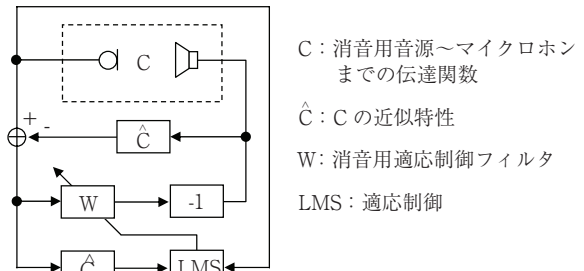 C
+
-
Ĉ
W
-1
Ĉ
LMS
C：消音用音源～マイクロホン
までの伝達関数
Ĉ：Cの近似特性
W：消音用適応制御フィルタ
LMS：適応制御